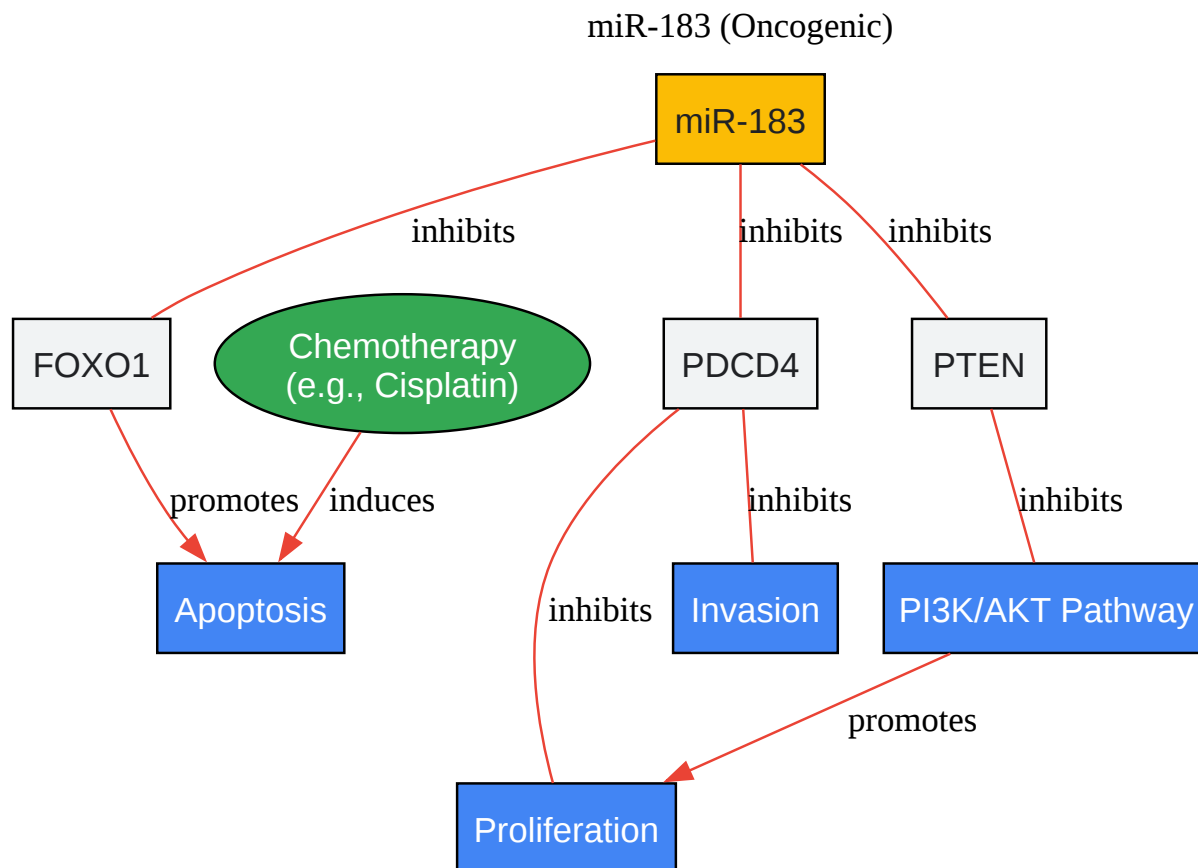 miR-183 (Oncogenic)
miR-183
inhibits
inhibits
inhibits
FOXO1
Chemotherapy
(e.g., Cisplatin)
PDCD4
PTEN
promotes
induces
inhibits
inhibits
Apoptosis
inhibits
Invasion
PI3K/AKT Pathway
promotes
Proliferation